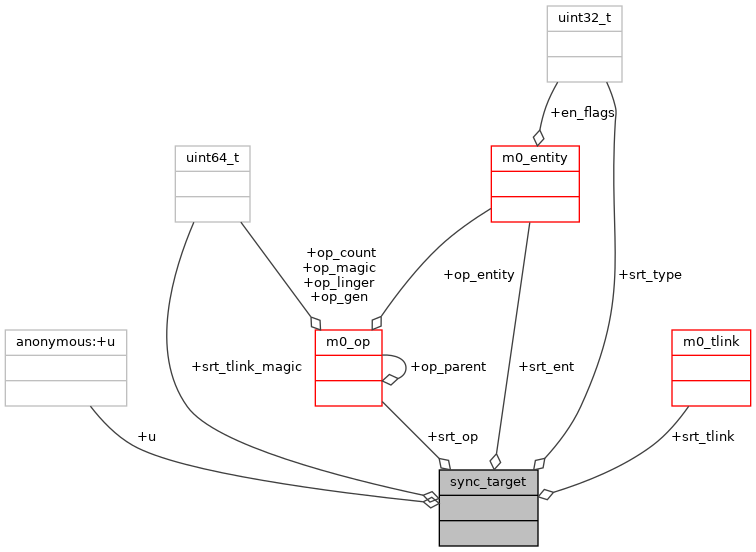 uint32_t
+en_flags
uint64_t
m0_entity
+op_count
+op_magic
+op_linger
+op_gen
+op_entity
+srt_type
anonymous:+u
m0_op
m0_tlink
+srt_tlink_magic
+op_parent
+srt_ent
+u
+srt_op
+srt_tlink
sync_target